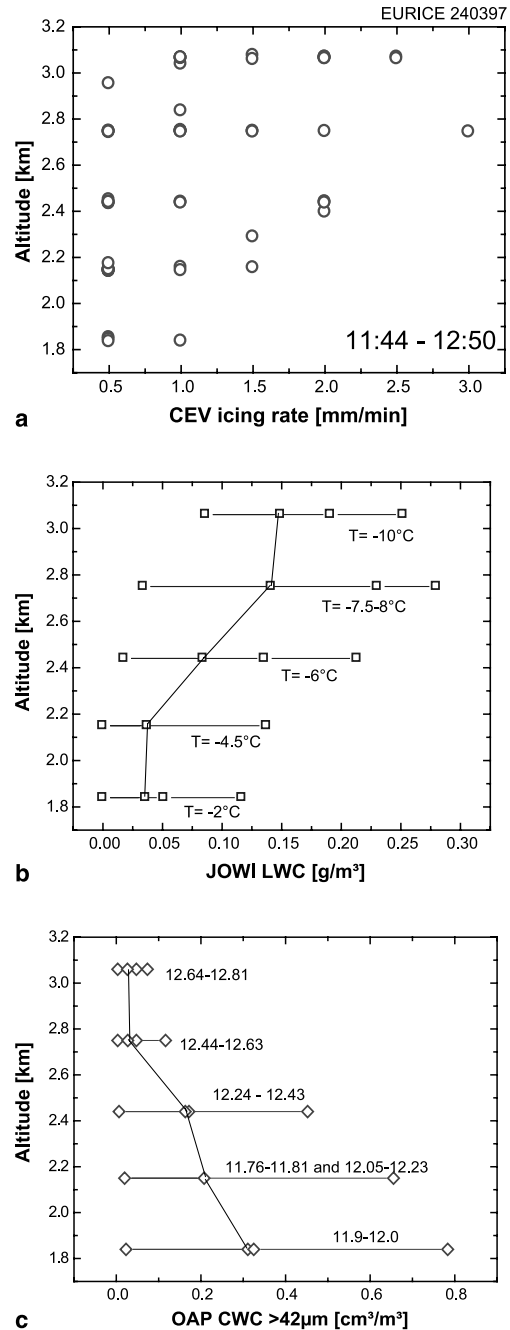 EURICE 240397
3.2
3.0
2.8
2.6
2.4
2.2
2.0
1.8
Altitude [km]
11:44 - 12:50
0.5 1.0 1.5 2.0 2.5 3.0
CEV icing rate [mm/min]
a
3.2
3.0
2.8
2.6
2.4
2.2
2.0
1.8
Altitude [km]
T= -10°C
T= -7.5-8°C
T= -6°C
T= -4.5°C
T= -2°C
0.00 0.05 0.10 0.15 0.20 0.25 0.30
JOWI LWC [g/m³]
b
3.2
3.0
2.8
2.6
2.4
2.2
2.0
1.8
Altitude [km]
12.64-12.81
12.44-12.63
12.24 - 12.43
11.76-11.81 and 12.05-12.23
11.9-12.0
0.0 0.2 0.4 0.6 0.8
OAP CWC >42µm [cm³/m³]
c